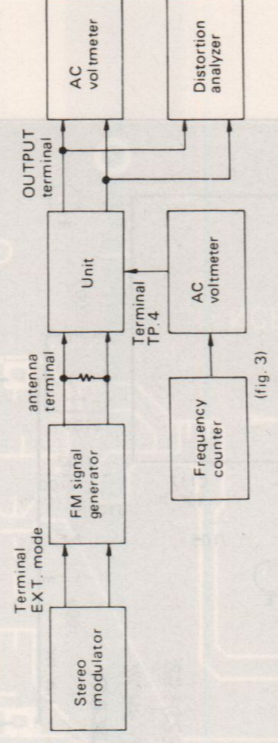 Stereo
modulator
Terminal
EXT. mode
FM signal
generator
antenna
terminal
Unit
OUTPUT
terminal
AC
voltmeter
Distortion
analyzer
Terminal
TP.4
AC
voltmeter
Frequency
counter
(fig. 3)